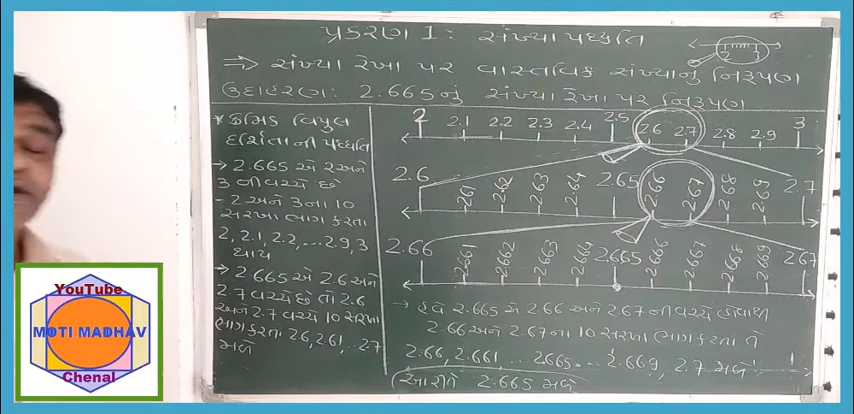 પ્રકરણ 1: સંખ્યા પદ્ધતિ
⇒ સંખ્યા રેખા પર વાસ્તવિક સંખ્યાનું નિરૂપણ
ઉદાહરણ: 2.665નું સંખ્યા રેખા પર નિરૂપણ
* ક્રમિક વિપુલ
દર્શિતાની પદ્ધતિ
→ 2.665 એ 2 અને
3 ની વચ્ચે છે
- 2 અને 3ના 10
સરખા ભાગ કરતા
2, 2.1, 2.2, ... 2.9, 3
થાય
→ 2.665 એ 2.6 અને
2.7 વચ્ચે છે તો 2.6
અને 2.7 વચ્ચે 10 સરખા
ભાગ કરતા 2.6, 2.61, .. 2.7
મળે
2 3
2 2.1 2.2 2.3 2.4 2.5 2.6 2.7 2.8 2.9 3
2.6 2.61 2.62 2.63 2.64 2.65 2.66 2.67 2.68 2.69 2.7
2.66 2.661 2.662 2.663 2.664 2.665 2.666 2.667 2.668 2.669 2.67
→ હવે 2.665 એ 2.66 અને 2.67 ની વચ્ચે હોવાથી
2.66 અને 2.67ના 10 સરખા ભાગ કરતા તે
2.66, 2.661 ... 2.665 ... 2.669, 2.7 મળે
(આ રીતે 2.665 મળે
YouTube
MOTI MADHAV
Chenal